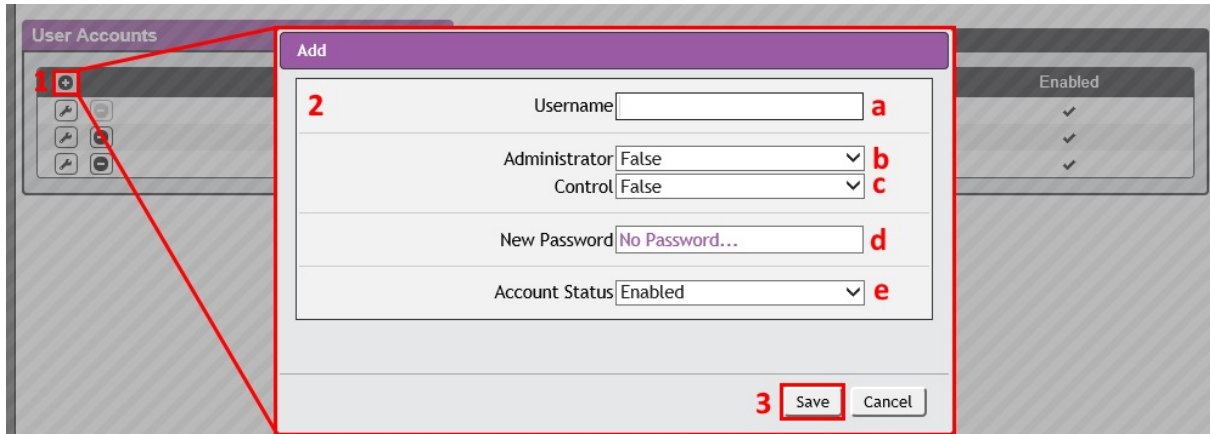 User Accounts
Add
1
Enabled
2 Username a
Administrator False b
Control False c
New Password No Password... d
Account Status Enabled e
3 Save Cancel